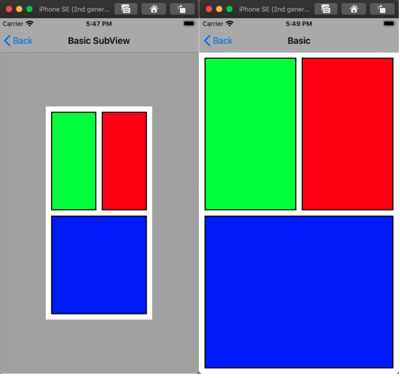 iPhone SE (2nd gener...
Carrier 5:47 PM
Back Basic SubView
iPhone SE (2nd gener...
Carrier 5:49 PM
Back Basic